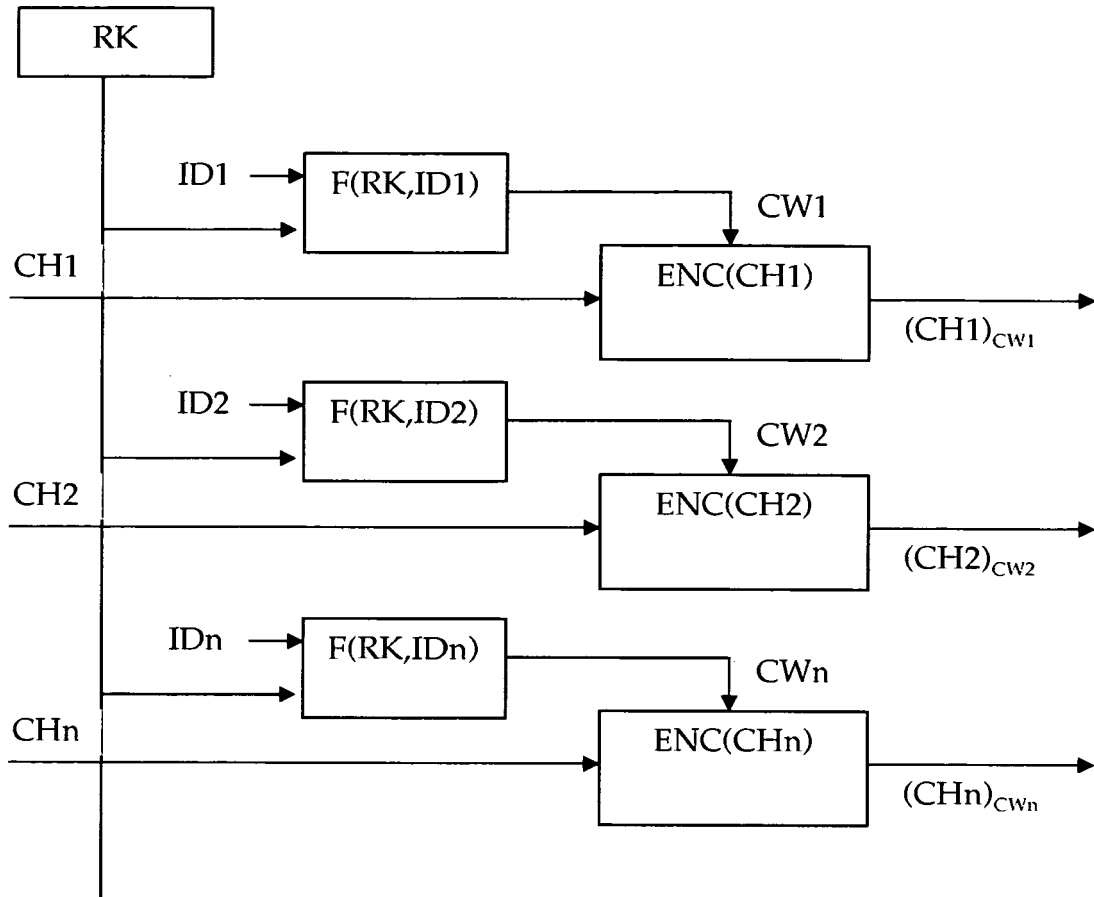 RK
ID1
F(RK,ID1)
CW1
CH1
ENC(CH1)
(CH1)CW1
ID2
F(RK,ID2)
CW2
CH2
ENC(CH2)
(CH2)CW2
IDn
F(RK,IDn)
CWn
CHn
ENC(CHn)
(CHn)CWn